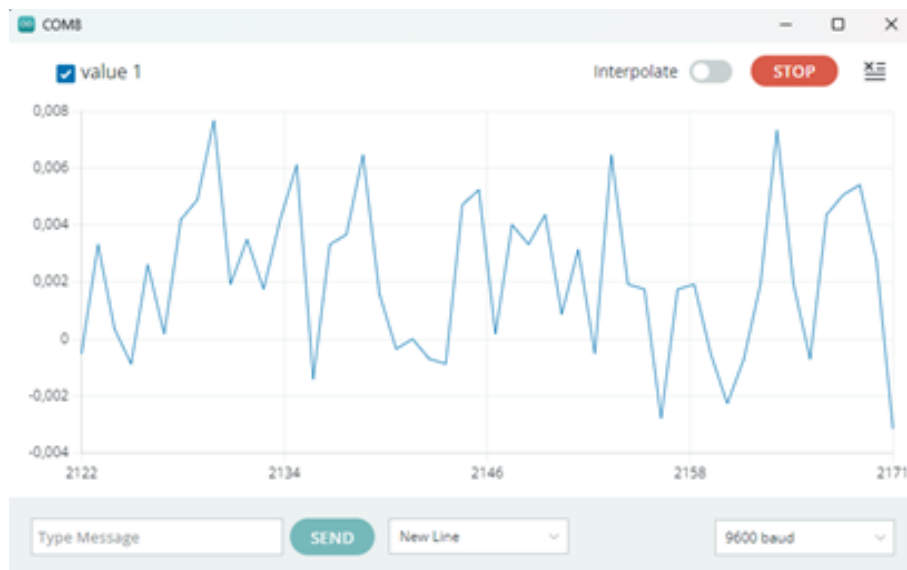 COM8
value 1
Interpolate STOP
0,008
0,006
0,004
0,002
0
-0,002
-0,004
2122 2134 2146 2158 2171
Type Message SEND New Line 9600 baud